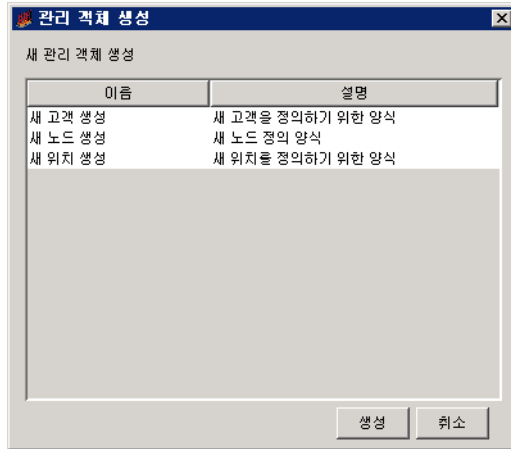 관리 객체 생성
새 관리 객체 생성
이름 설명
새 고객 생성 새 고객을 정의하기 위한 양식
새 노드 생성 새 노드 정의 양식
새 위치 생성 새 위치를 정의하기 위한 양식
생성 취소